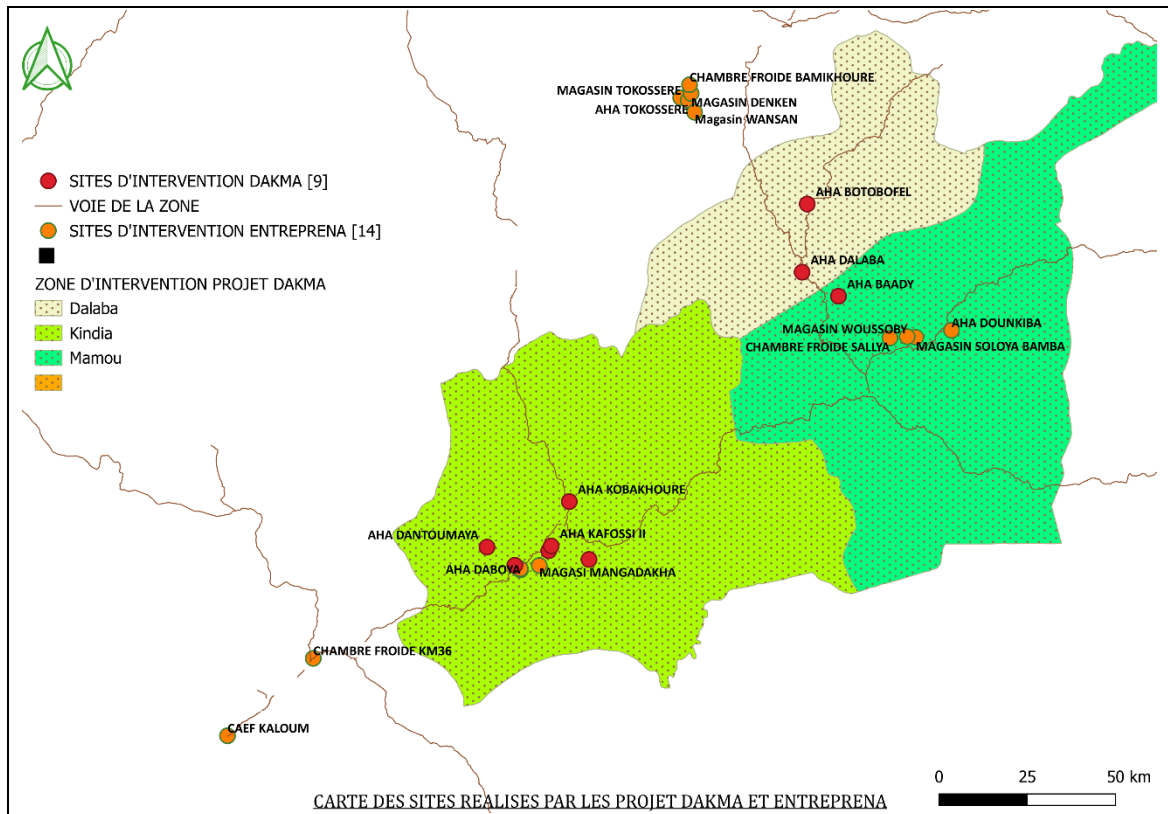 CHAMBRE FROIDE BAMIKHOURE
MAGASIN TOKOSSERE
MAGASIN DENKEN
AHA TOKOSSERE
Magasin WANSAN
SITES D'INTERVENTION DAKMA [9]
VOIE DE LA ZONE
SITES D'INTERVENTION ENTREPRENA [14]
ZONE D'INTERVENTION PROJET DAKMA
Dalaba
Kindia
Mamou
AHA BOTOBOFEL
AHA DALABA
AHA BAADY
MAGASIN WOUSSOBY
AHA DOUNKIBA
CHAMBRE FROIDE SALLYA
MAGASIN SOLOYA BAMBA
AHA KOBAKHOURE
AHA DANTOUMAYA
AHA KAFOSSI II
AHA DABOYA
MAGASI MANGADAKHA
CHAMBRE FROIDE KM36
CAEF KALOUM
0 25 50 km
CARTE DES SITES REALISES PAR LES PROJET DAKMA ET ENTREPRENA